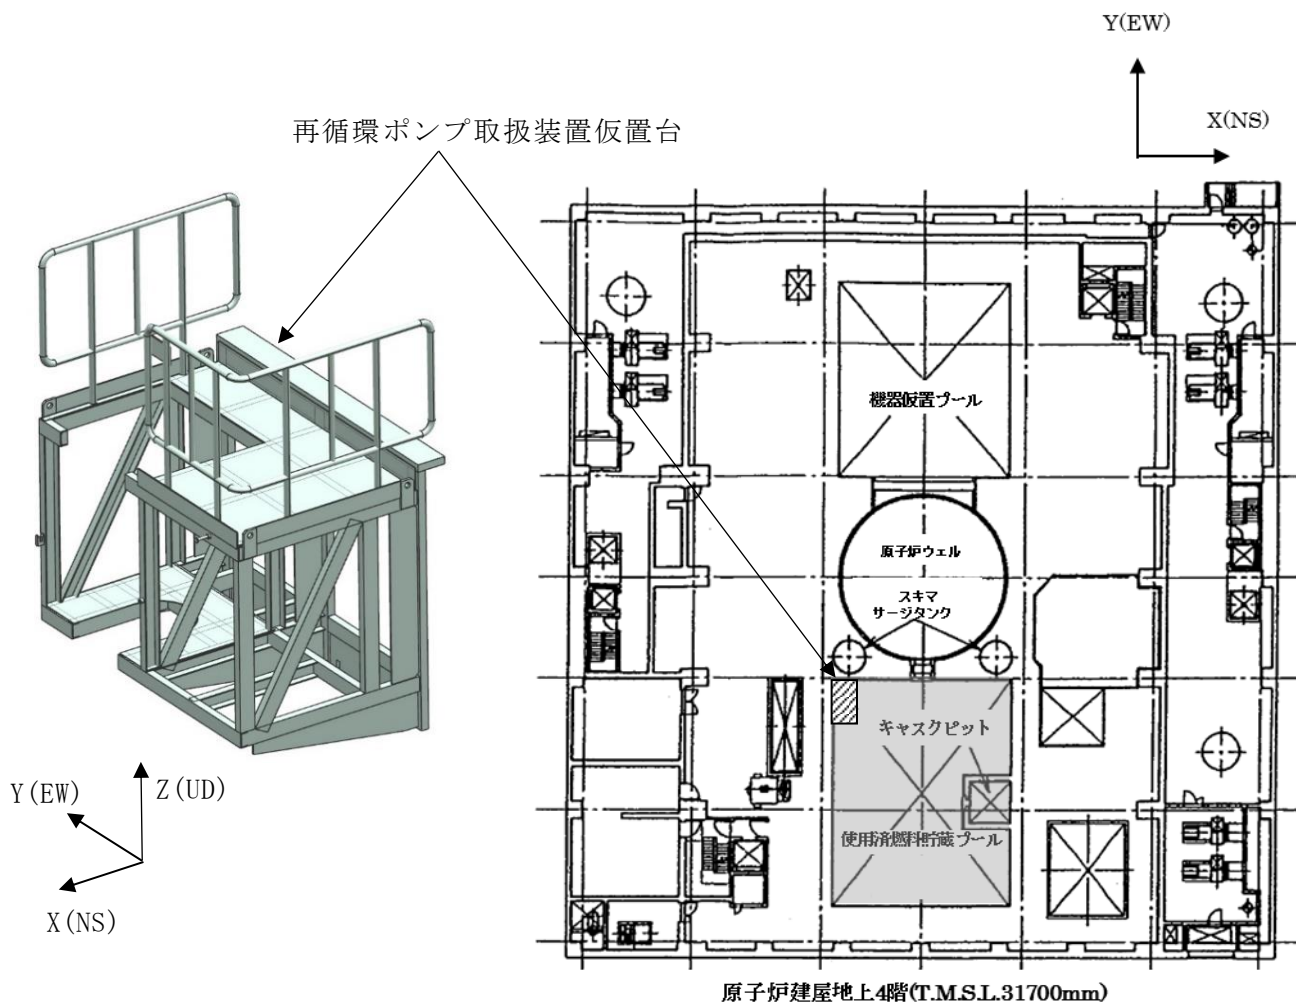 Y(EW)
X(NS)
再循環ポンプ取扱装置仮置台
機器仮置プール
原子炉ウェル
スキマ
サージタンク
キャスクピット
使用済燃料貯蔵プール
Y(EW)
Z(UD)
X(NS)
原子炉建屋地上4階(T.M.S.L.31700mm)